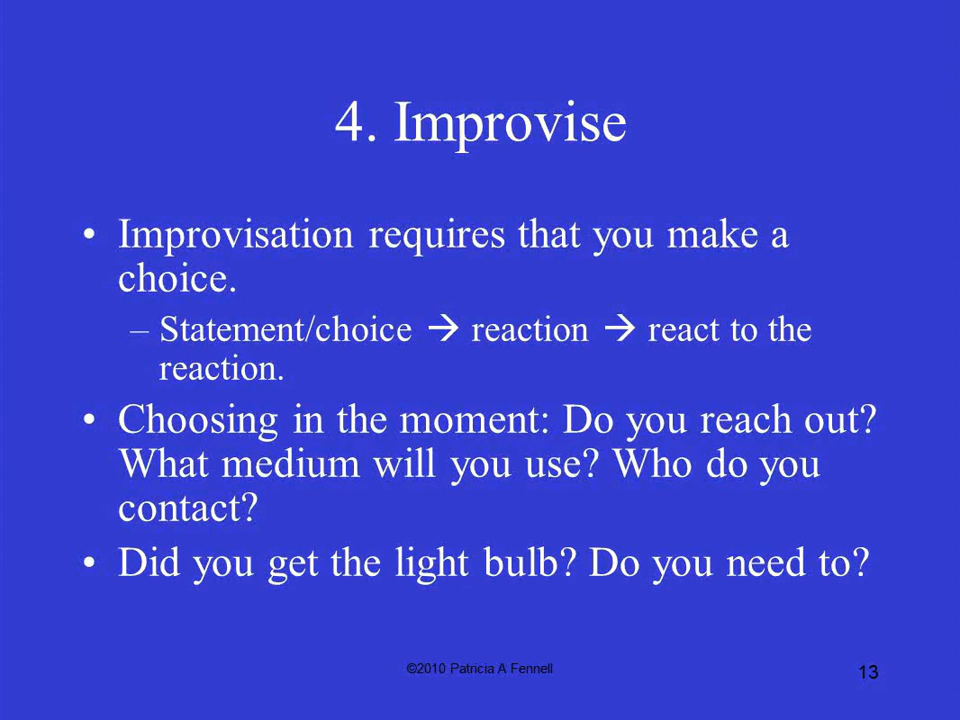 4. Improvise
• Improvisation requires that you make a
choice.
–Statement/choice → reaction → react to the
reaction.
• Choosing in the moment: Do you reach out?
What medium will you use? Who do you
contact?
• Did you get the light bulb? Do you need to?
©2010 Patricia A Fennell
13